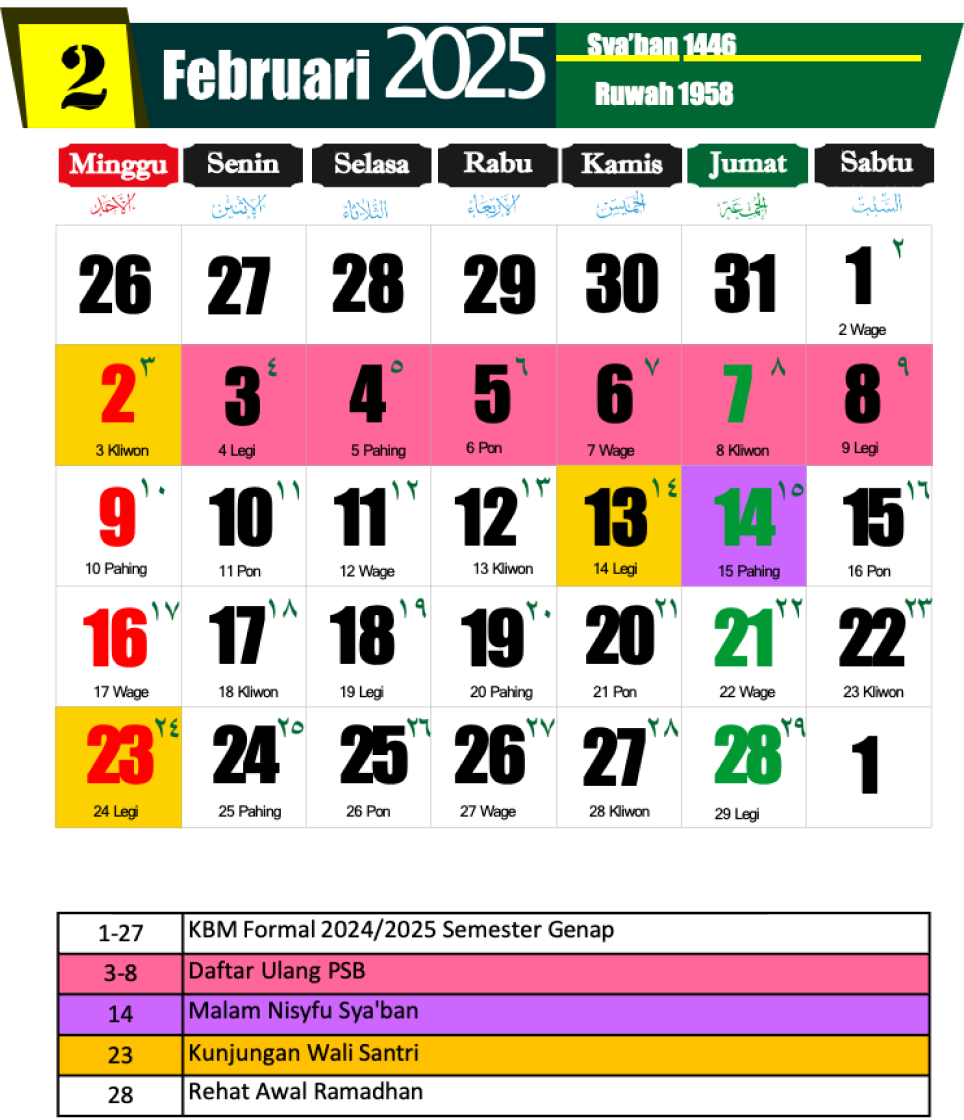 2 Februari 2025 Sya'ban 1446
Ruwah 1958
Minggu Senin Selasa Rabu Kamis Jumat Sabtu
الأحد الإثنين الثلاثاء الأربعاء الخميس الجمعة السبت
26 27 28 29 30 31 1 ٢
2 Wage
2 ٣ 3 ٤ 4 ٥ 5 ٦ 6 ٧ 7 ٨ 8 ٩
3 Kliwon 4 Legi 5 Pahing 6 Pon 7 Wage 8 Kliwon 9 Legi
9 ١٠ 10 ١١ 11 ١٢ 12 ١٣ 13 ١٤ 14 ١٥ 15 ١٦
10 Pahing 11 Pon 12 Wage 13 Kliwon 14 Legi 15 Pahing 16 Pon
16 ١٧ 17 ١٨ 18 ١٩ 19 ٢٠ 20 ٢١ 21 ٢٢ 22 ٢٣
17 Wage 18 Kliwon 19 Legi 20 Pahing 21 Pon 22 Wage 23 Kliwon
23 ٢٤ 24 ٢٥ 25 ٢٦ 26 ٢٧ 27 ٢٨ 28 ٢٩ 1
24 Legi 25 Pahing 26 Pon 27 Wage 28 Kliwon 29 Legi
1-27 KBM Formal 2024/2025 Semester Genap
3-8 Daftar Ulang PSB
14 Malam Nisyfu Sya'ban
23 Kunjungan Wali Santri
28 Rehat Awal Ramadhan